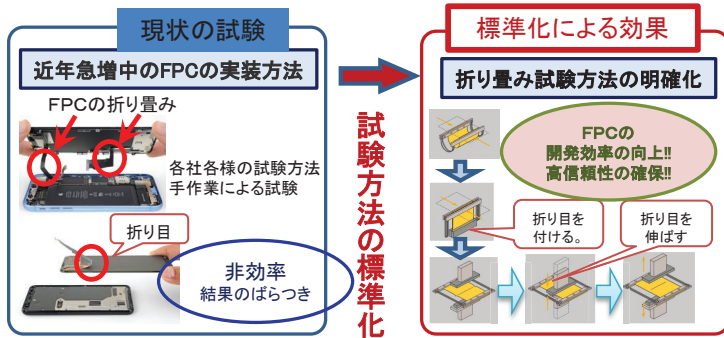 現状の試験
近年急増中のFPCの実装方法
FPCの折り畳み
各社各様の試験方法
手作業による試験
折り目
非効率
結果のばらつき
試験方法の標準化
標準化による効果
折り畳み試験方法の明確化
FPCの
開発効率の向上!!
高信頼性の確保!!
折り目を
付ける。
折り目を
伸ばす